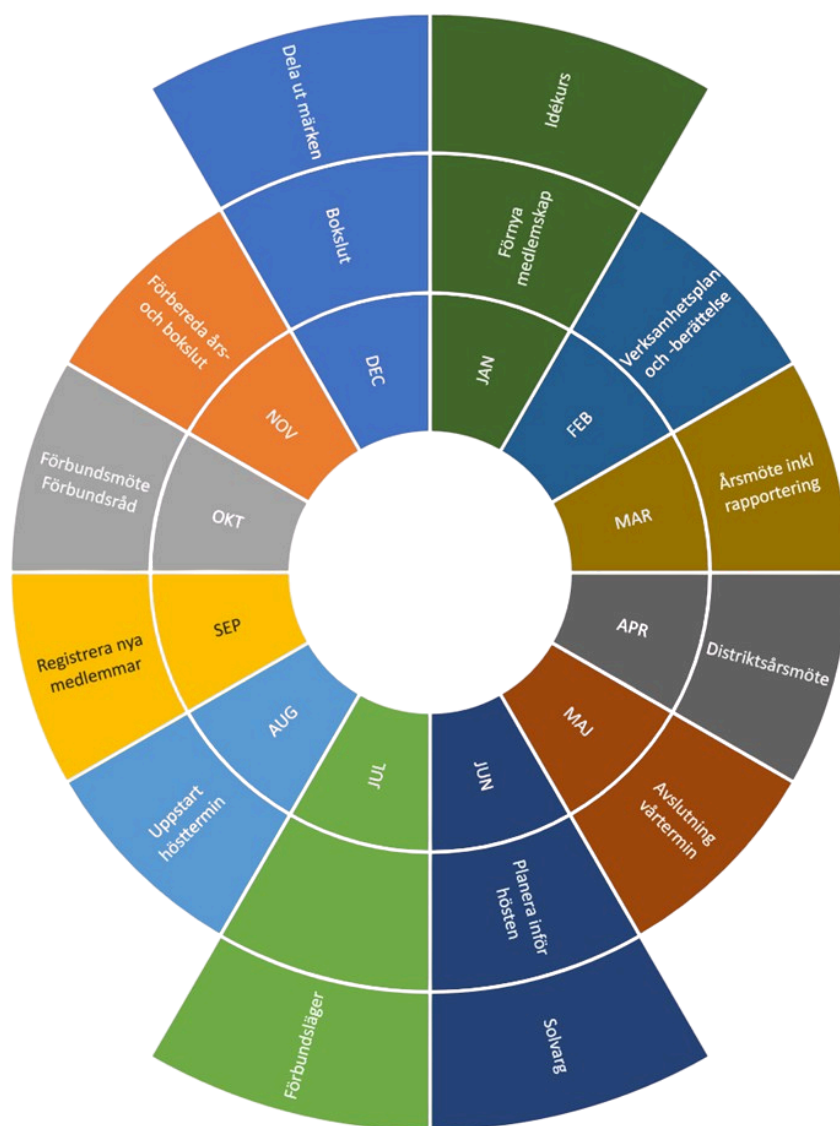 JAN
Förnya
medlemskap
Idékurs
FEB
Verksamhetsplan
och -berättelse
MAR
Årsmöte inkl
rapportering
APR
Distriktsårsmöte
MAJ
Avslutning
vårtermin
JUN
Planera inför
hösten
Solvarg
JUL
Förbundsläger
AUG
Uppstart
hösttermin
SEP
Registrera nya
medlemmar
OKT
Förbundsmöte
Förbundsråd
NOV
Förbereda års-
och bokslut
DEC
Bokslut
Dela ut märken